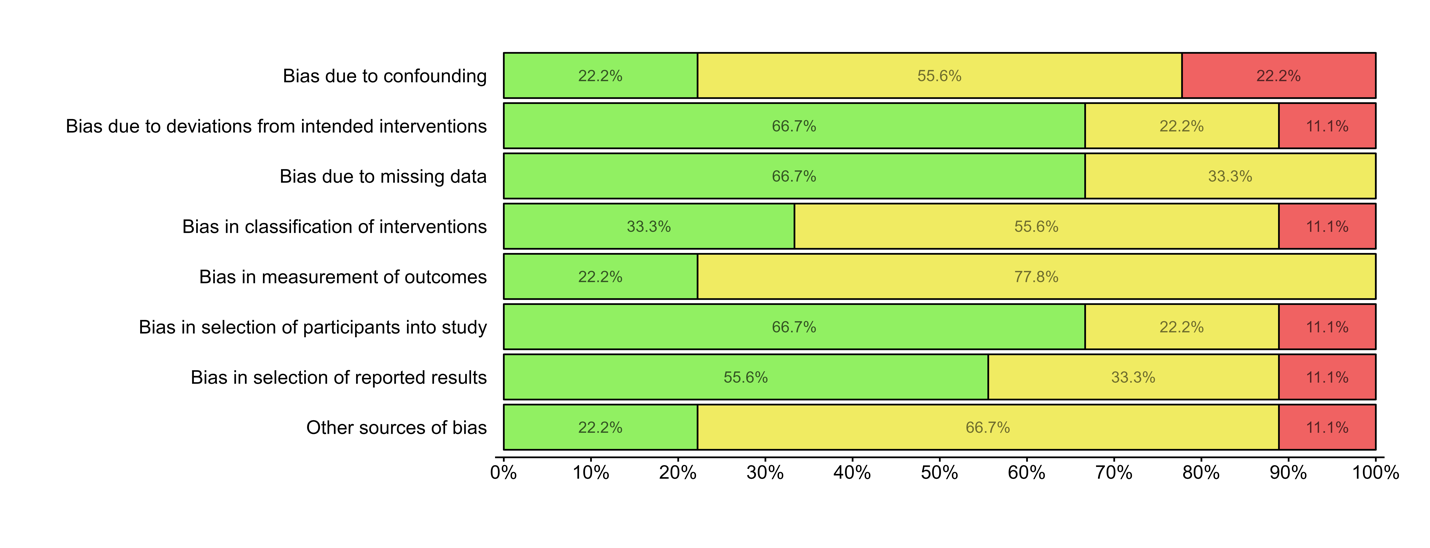 Bias due to confounding 22.2% 55.6% 22.2%
Bias due to deviations from intended interventions 66.7% 22.2% 11.1%
Bias due to missing data 66.7% 33.3%
Bias in classification of interventions 33.3% 55.6% 11.1%
Bias in measurement of outcomes 22.2% 77.8%
Bias in selection of participants into study 66.7% 22.2% 11.1%
Bias in selection of reported results 55.6% 33.3% 11.1%
Other sources of bias 22.2% 66.7% 11.1%
0% 10% 20% 30% 40% 50% 60% 70% 80% 90% 100%